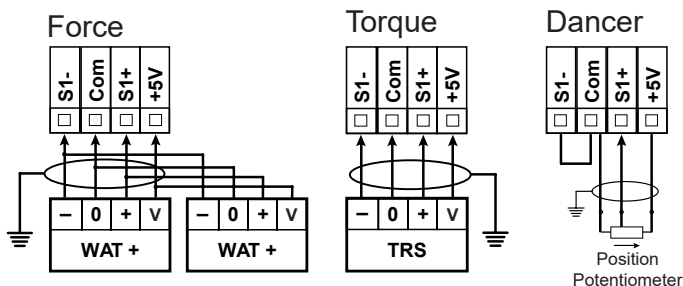 Force Torque Dancer
S1- Com S1+ +5V S1- Com S1+ +5V S1- Com S1+ +5V
– 0 + V – 0 + V – 0 + V
WAT + WAT + TRS
Position
Potentiometer